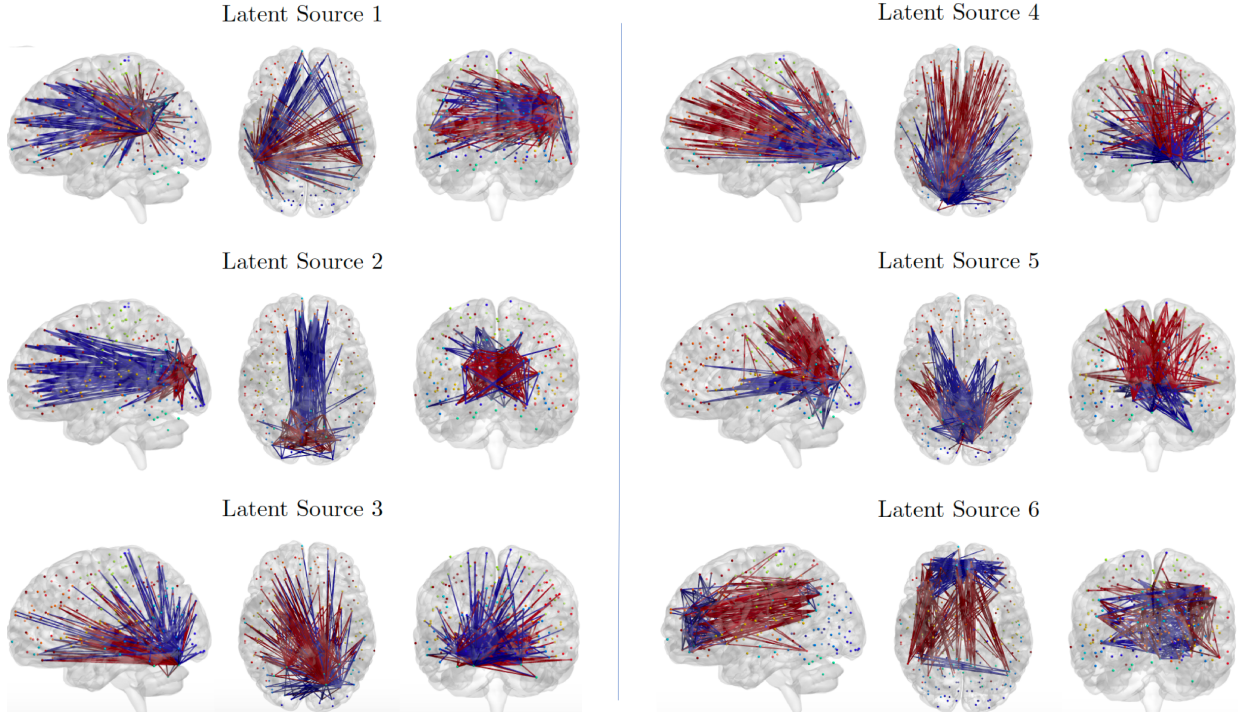 Latent Source 1
Latent Source 4
Latent Source 2
Latent Source 5
Latent Source 3
Latent Source 6